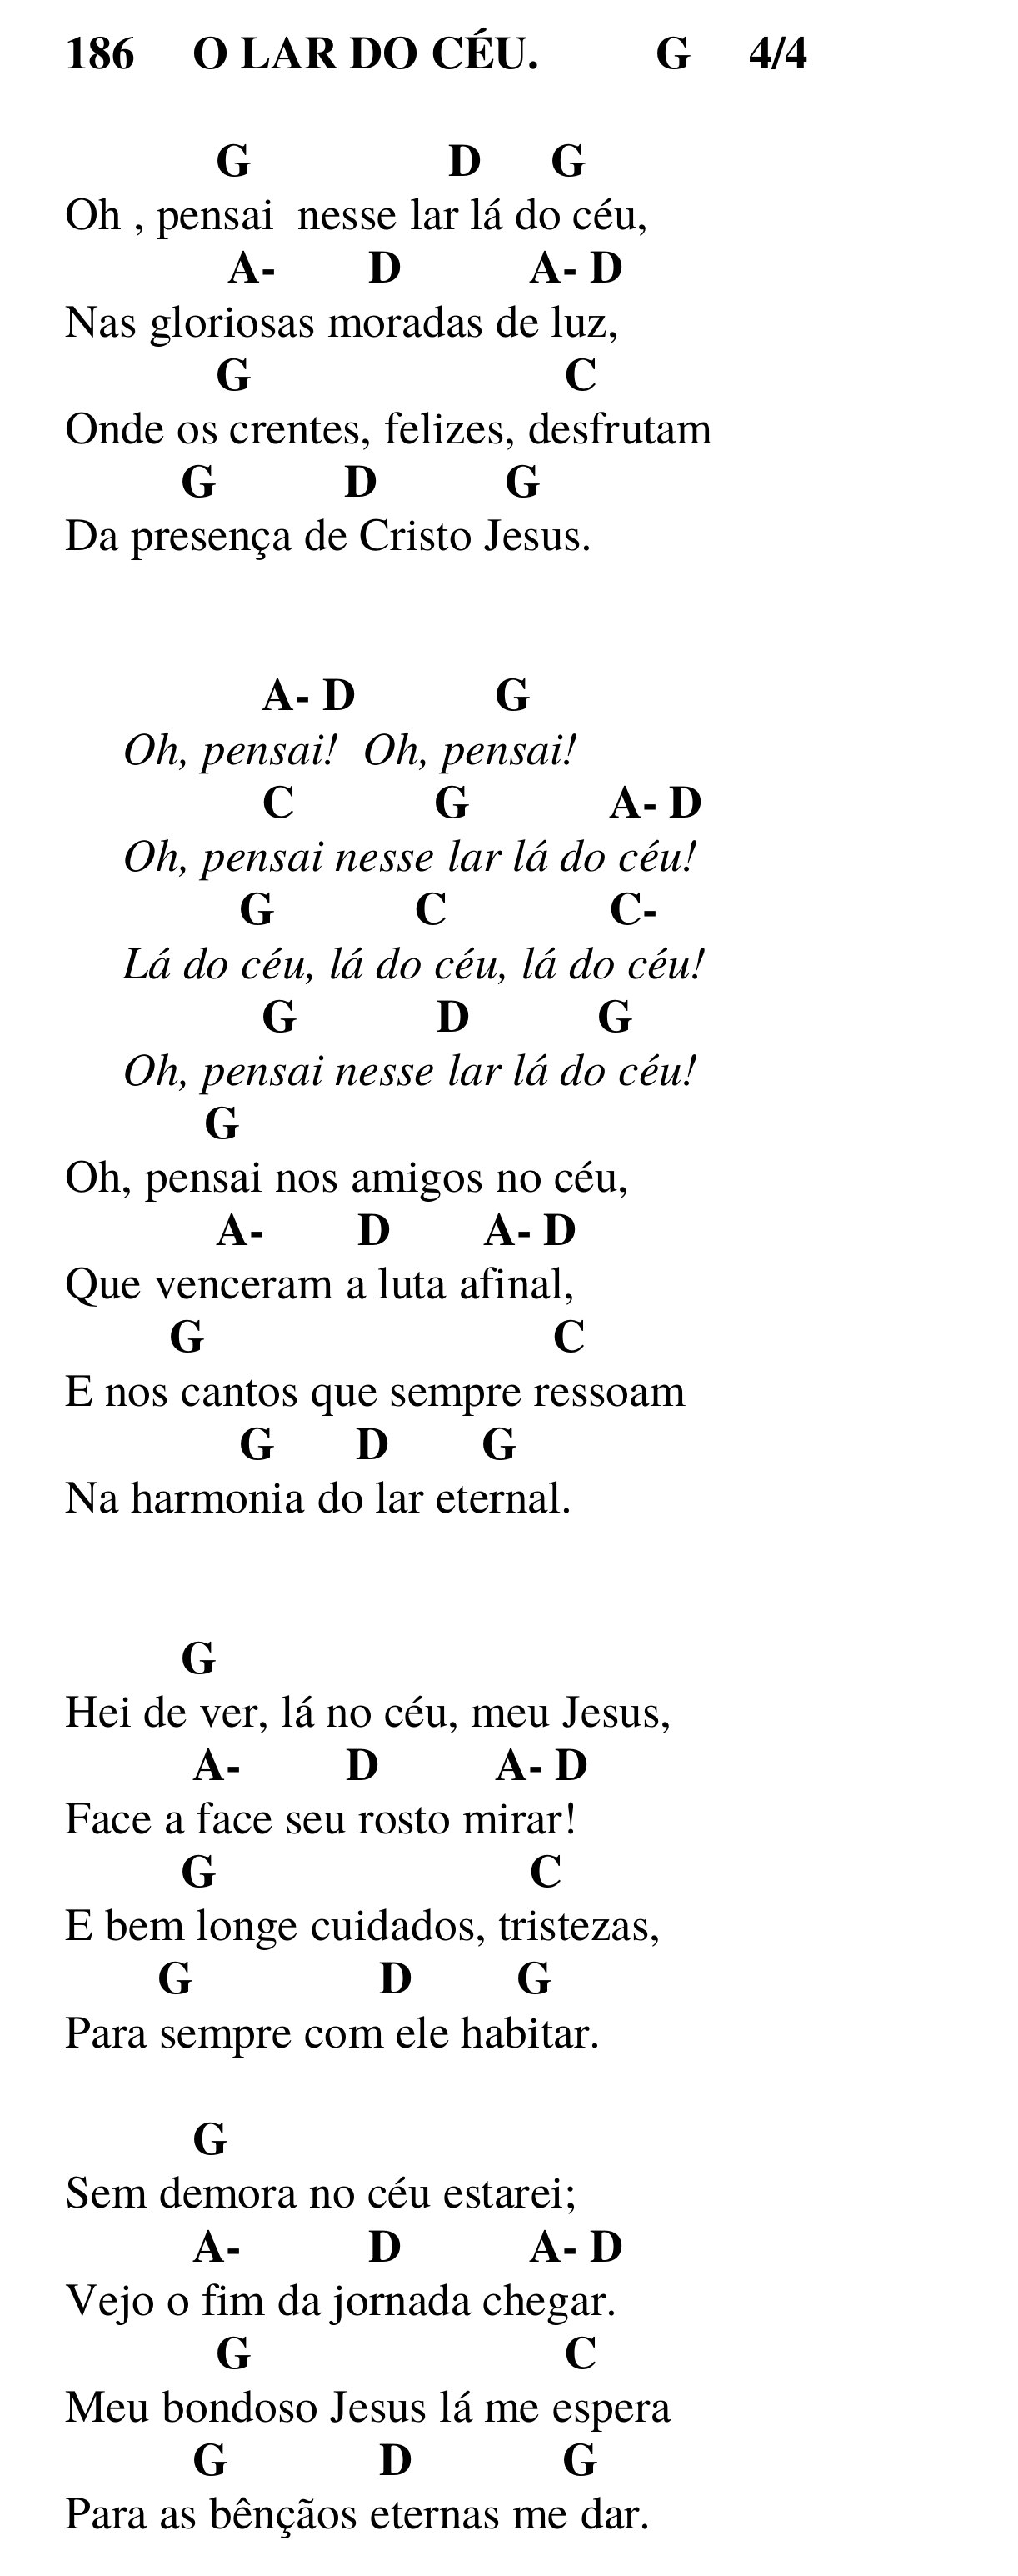 186 O LAR DO CÉU. G 4/4
G D G
Oh , pensai nesse lar lá do céu,
A- D A- D
Nas gloriosas moradas de luz,
G C
Onde os crentes, felizes, desfrutam
G D G
Da presença de Cristo Jesus.
A- D G
Oh, pensai! Oh, pensai!
C G A- D
Oh, pensai nesse lar lá do céu!
G C C-
Lá do céu, lá do céu, lá do céu!
G D G
Oh, pensai nesse lar lá do céu!
G
Oh, pensai nos amigos no céu,
A- D A- D
Que venceram a luta afinal,
G C
E nos cantos que sempre ressoam
G D G
Na harmonia do lar eternal.
G
Hei de ver, lá no céu, meu Jesus,
A- D A- D
Face a face seu rosto mirar!
G C
E bem longe cuidados, tristezas,
G D G
Para sempre com ele habitar.
G
Sem demora no céu estarei;
A- D A- D
Vejo o fim da jornada chegar.
G C
Meu bondoso Jesus lá me espera
G D G
Para as bênçãos eternas me dar.